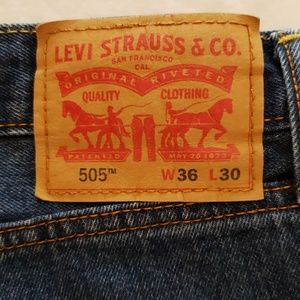 LEVI STRAUSS & CO.
SAN FRANCISCO
CAL.
ORIGINAL RIVETED
QUALITY CLOTHING
PATENTED MAY 20 1873
505™ W36 L30